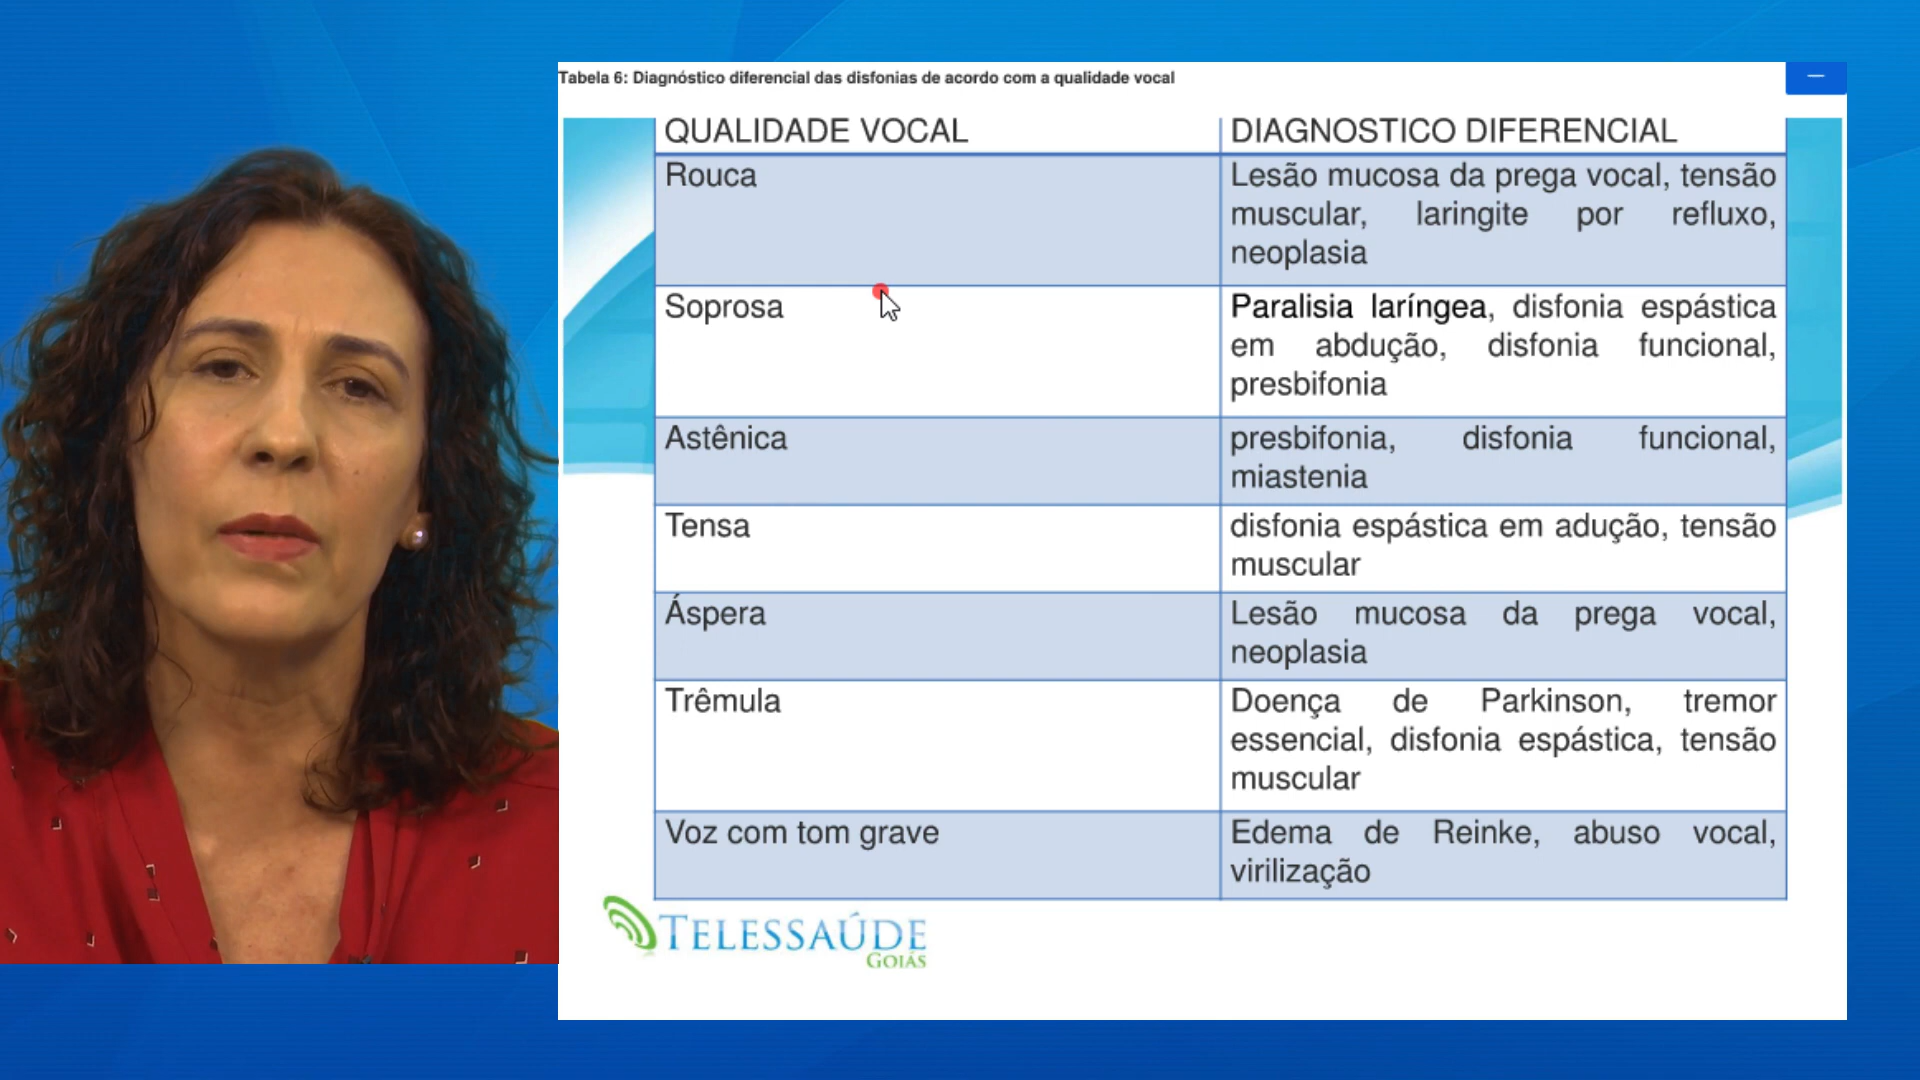 Tabela 6: Diagnóstico diferencial das disfonias de acordo com a qualidade vocal
QUALIDADE VOCAL
DIAGNOSTICO DIFERENCIAL
Rouca
Lesão mucosa da prega vocal, tensão
muscular, laringite por refluxo,
neoplasia
Soprosa
Paralisia laríngea, disfonia espástica
em abdução, disfonia funcional,
presbifonia
Astênica
presbifonia, disfonia funcional,
miastenia
Tensa
disfonia espástica em adução, tensão
muscular
Áspera
Lesão mucosa da prega vocal,
neoplasia
Trêmula
Doença de Parkinson, tremor
essencial, disfonia espástica, tensão
muscular
Voz com tom grave
Edema de Reinke, abuso vocal,
virilização
TELESSAÚDE
GOIÁS